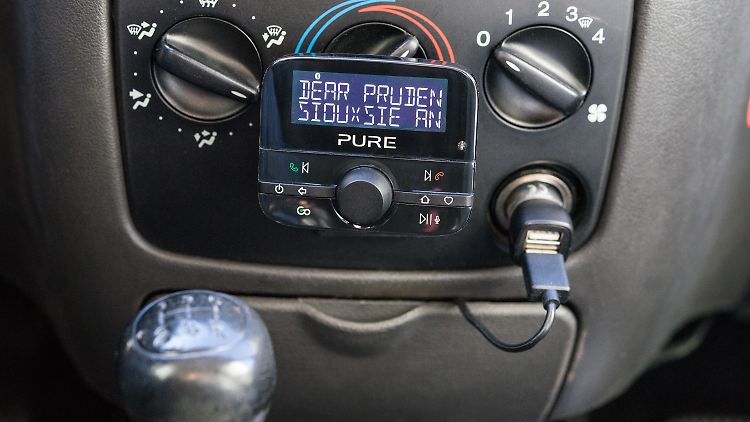 0 1 2 3 4
DEAR PRUDEN
SIOUXSIE AN
PURE